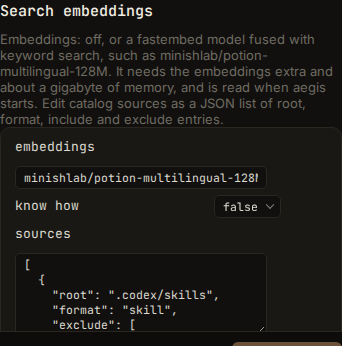 Search embeddings
Embeddings: off, or a fastembed model fused with
keyword search, such as minishlab/potion-
multilingual-128M. It needs the embeddings extra and
about a gigabyte of memory, and is read when aegis
starts. Edit catalog sources as a JSON list of root,
format, include and exclude entries.
embeddings
minishlab/potion-multilingual-128M
know how
false
sources
[
{
"root": ".codex/skills",
"format": "skill",
"exclude": [